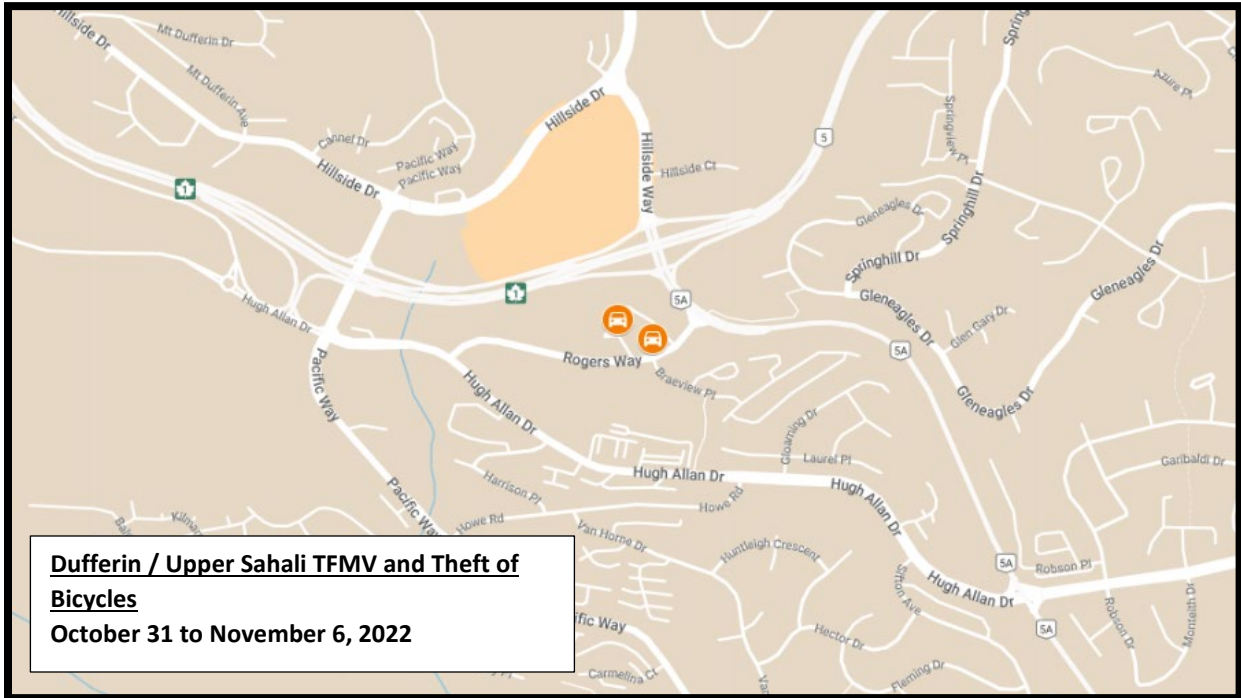 Hillside Dr
Mt Dufferin Dr
Mt Dufferin Ave
Cannel Dr
Pacific Way
Pacific Way
Hillside Dr
Hillside Dr
Hillside Way
Hillside Ct
5
Springview Pl
Springhill Dr
Azure Pl
1
1
Gleneagles Dr
Springhill Dr
Gleneagles Dr
Gleneagles Dr
Glen Gary Dr
Gleneagles Dr
5A
5A
Hugh Allan Dr
Pacific Way
Rogers Way
Braeview Pl
Hugh Allan Dr
Gloaming Dr
Laurel Pl
Hugh Allan Dr
Hugh Allan Dr
Garibaldi Dr
Harrison Pl
Howe Rd
Howe Rd
Pacific Way
Van Horne Dr
Huntleigh Crescent
Sifton Ave
Hugh Allan Dr
5A
Robson Pl
5A
Robson Dr
Monteith Dr
Hector Dr
Fleming Dr
Carmelina Ct
Dufferin / Upper Sahali TFMV and Theft of
Bicycles
October 31 to November 6, 2022